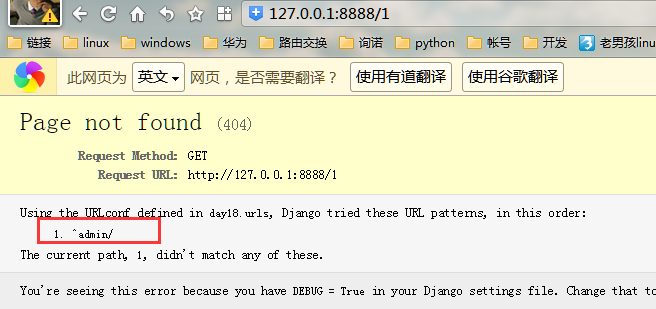 127.0.0.1:8888/1
链接 linux windows 华为 路由交换 询诺 python 帐号 开发 3 老男孩linu
此网页为 英文 网页，是否需要翻译？ 使用有道翻译 使用谷歌翻译
Page not found (404)
Request Method: GET
Request URL: http://127.0.0.1:8888/1
Using the URLconf defined in day18.urls, Django tried these URL patterns, in this order:
1. ^admin/
The current path, 1, didn't match any of these.
You're seeing this error because you have DEBUG = True in your Django settings file. Change that to